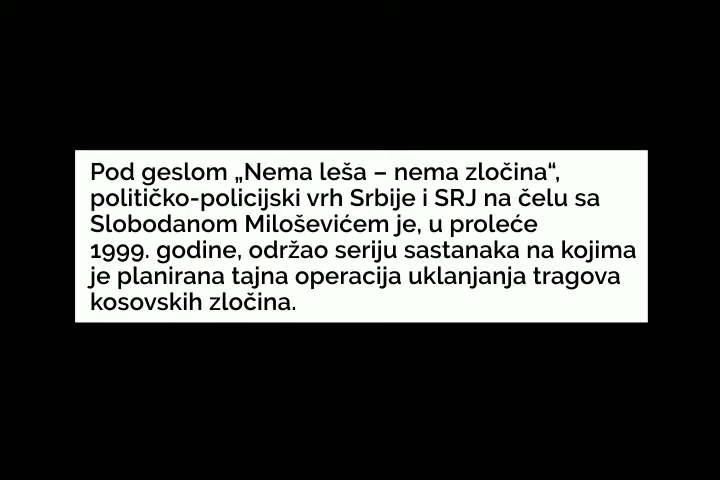 Pod geslom „Nema leša – nema zločina“,
političko-policijski vrh Srbije i SRJ na čelu sa
Slobodanom Miloševićem je, u proleće
1999. godine, održao seriju sastanaka na kojima
je planirana tajna operacija uklanjanja tragova
kosovskih zločina.